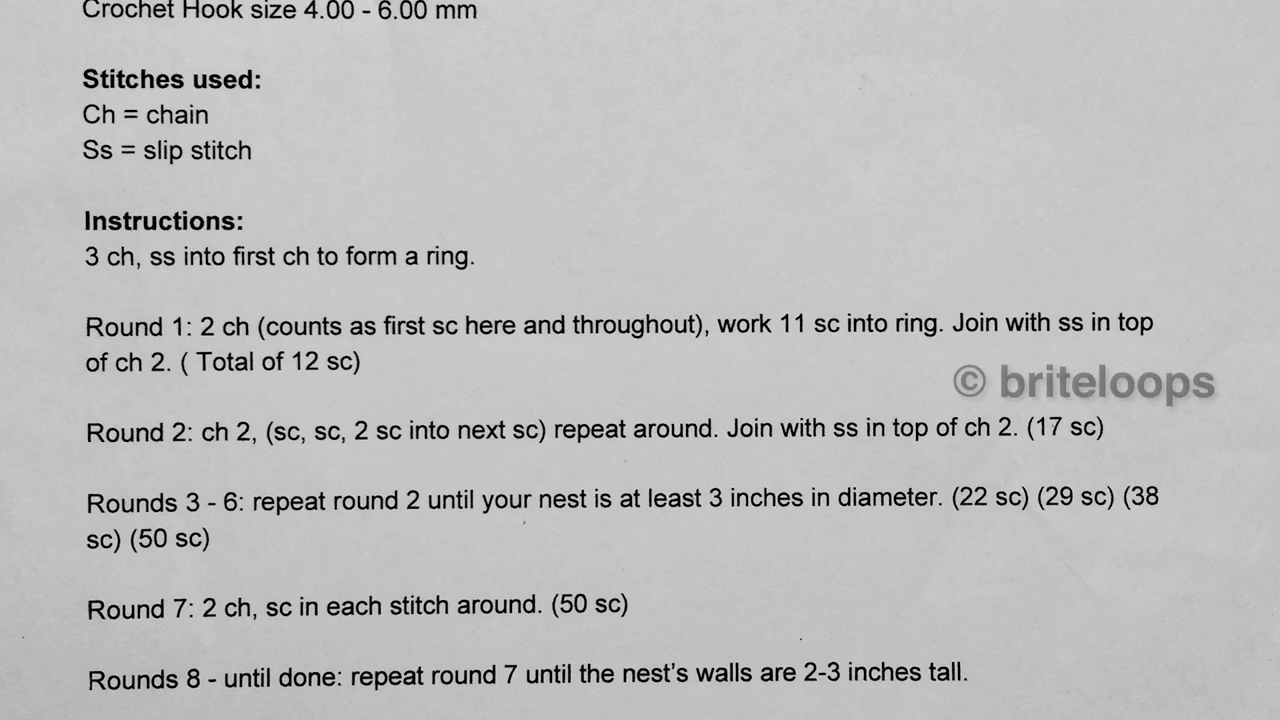 Crochet Hook size 4.00 - 6.00 mm
Stitches used:
Ch = chain
Ss = slip stitch
Instructions:
3 ch, ss into first ch to form a ring.
Round 1: 2 ch (counts as first sc here and throughout), work 11 sc into ring. Join with ss in top
of ch 2. ( Total of 12 sc)
© briteloops
Round 2: ch 2, (sc, sc, 2 sc into next sc) repeat around. Join with ss in top of ch 2. (17 sc)
Rounds 3 - 6: repeat round 2 until your nest is at least 3 inches in diameter. (22 sc) (29 sc) (38
sc) (50 sc)
Round 7: 2 ch, sc in each stitch around. (50 sc)
Rounds 8 - until done: repeat round 7 until the nest's walls are 2-3 inches tall.